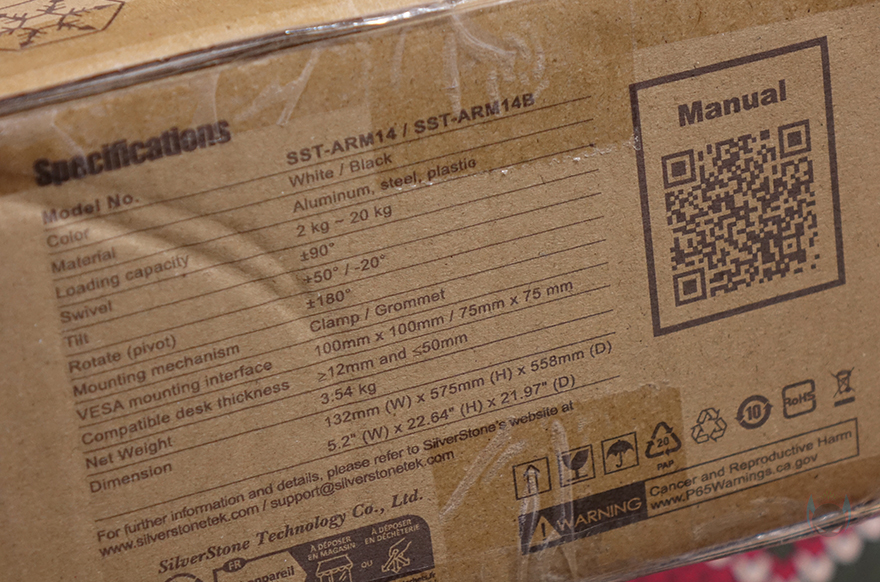 Specifications
Model No. SST-ARM14 / SST-ARM14B
Color White / Black
Material Aluminum, steel, plastic
Loading capacity 2 kg ~ 20 kg
Swivel ±90°
Tilt +50° / -20°
Rotate (pivot) ±180°
Mounting mechanism Clamp / Grommet
VESA mounting interface 100mm x 100mm / 75mm x 75 mm
Compatible desk thickness ≥12mm and ≤50mm
Net Weight 3.54 kg
Dimension 132mm (W) x 575mm (H) x 558mm (D)
5.2" (W) x 22.64" (H) x 21.97" (D)
For further information and details, please refer to SilverStone's website at
www.silverstonetek.com / support@silverstonetek.com
SilverStone Technology Co., Ltd.
FR
appareil
À DÉPOSER
EN MAGASIN
OU
À DÉPOSER
EN DÉCHÈTERIE
Manual
20
PAP
10
RoHS
WARNING
Cancer and Reproductive Harm
www.P65Warnings.ca.gov